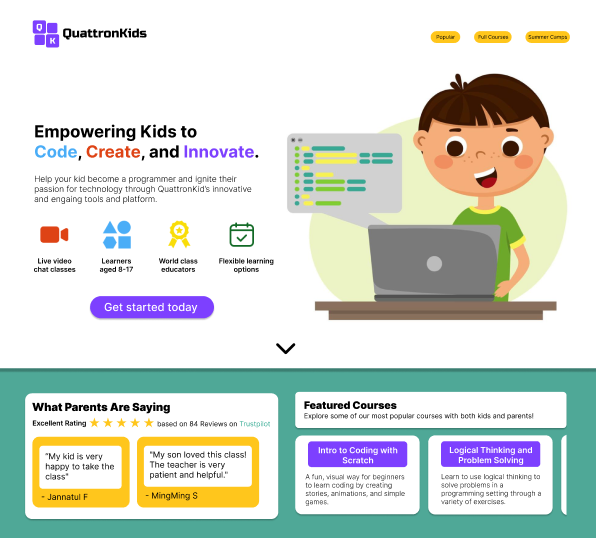 Q
K
QuattronKids
Popular
Full Courses
Summer Camps
Empowering Kids to
Code, Create, and Innovate.
Help your kid become a programmer and ignite their
passion for technology through QuattronKid's innovative
and engaing tools and platform.
Live video
chat classes
Learners
aged 8-17
World class
educators
Flexible learning
options
Get started today
What Parents Are Saying
Excellent Rating
based on 84 Reviews on Trustpilot
"My kid is very
happy to take the
class"
- Jannatul F
"My son loved this class!
The teacher is very
patient and helpful."
- MingMing S
Featured Courses
Explore some of our most popular courses with both kids and parents!
Intro to Coding with
Scratch
A fun, visual way for beginners
to learn coding by creating
stories, animations, and simple
games.
Logical Thinking and
Problem Solving
Learn to use logical thinking to
solve problems in a
programming setting through a
variety of exercises.